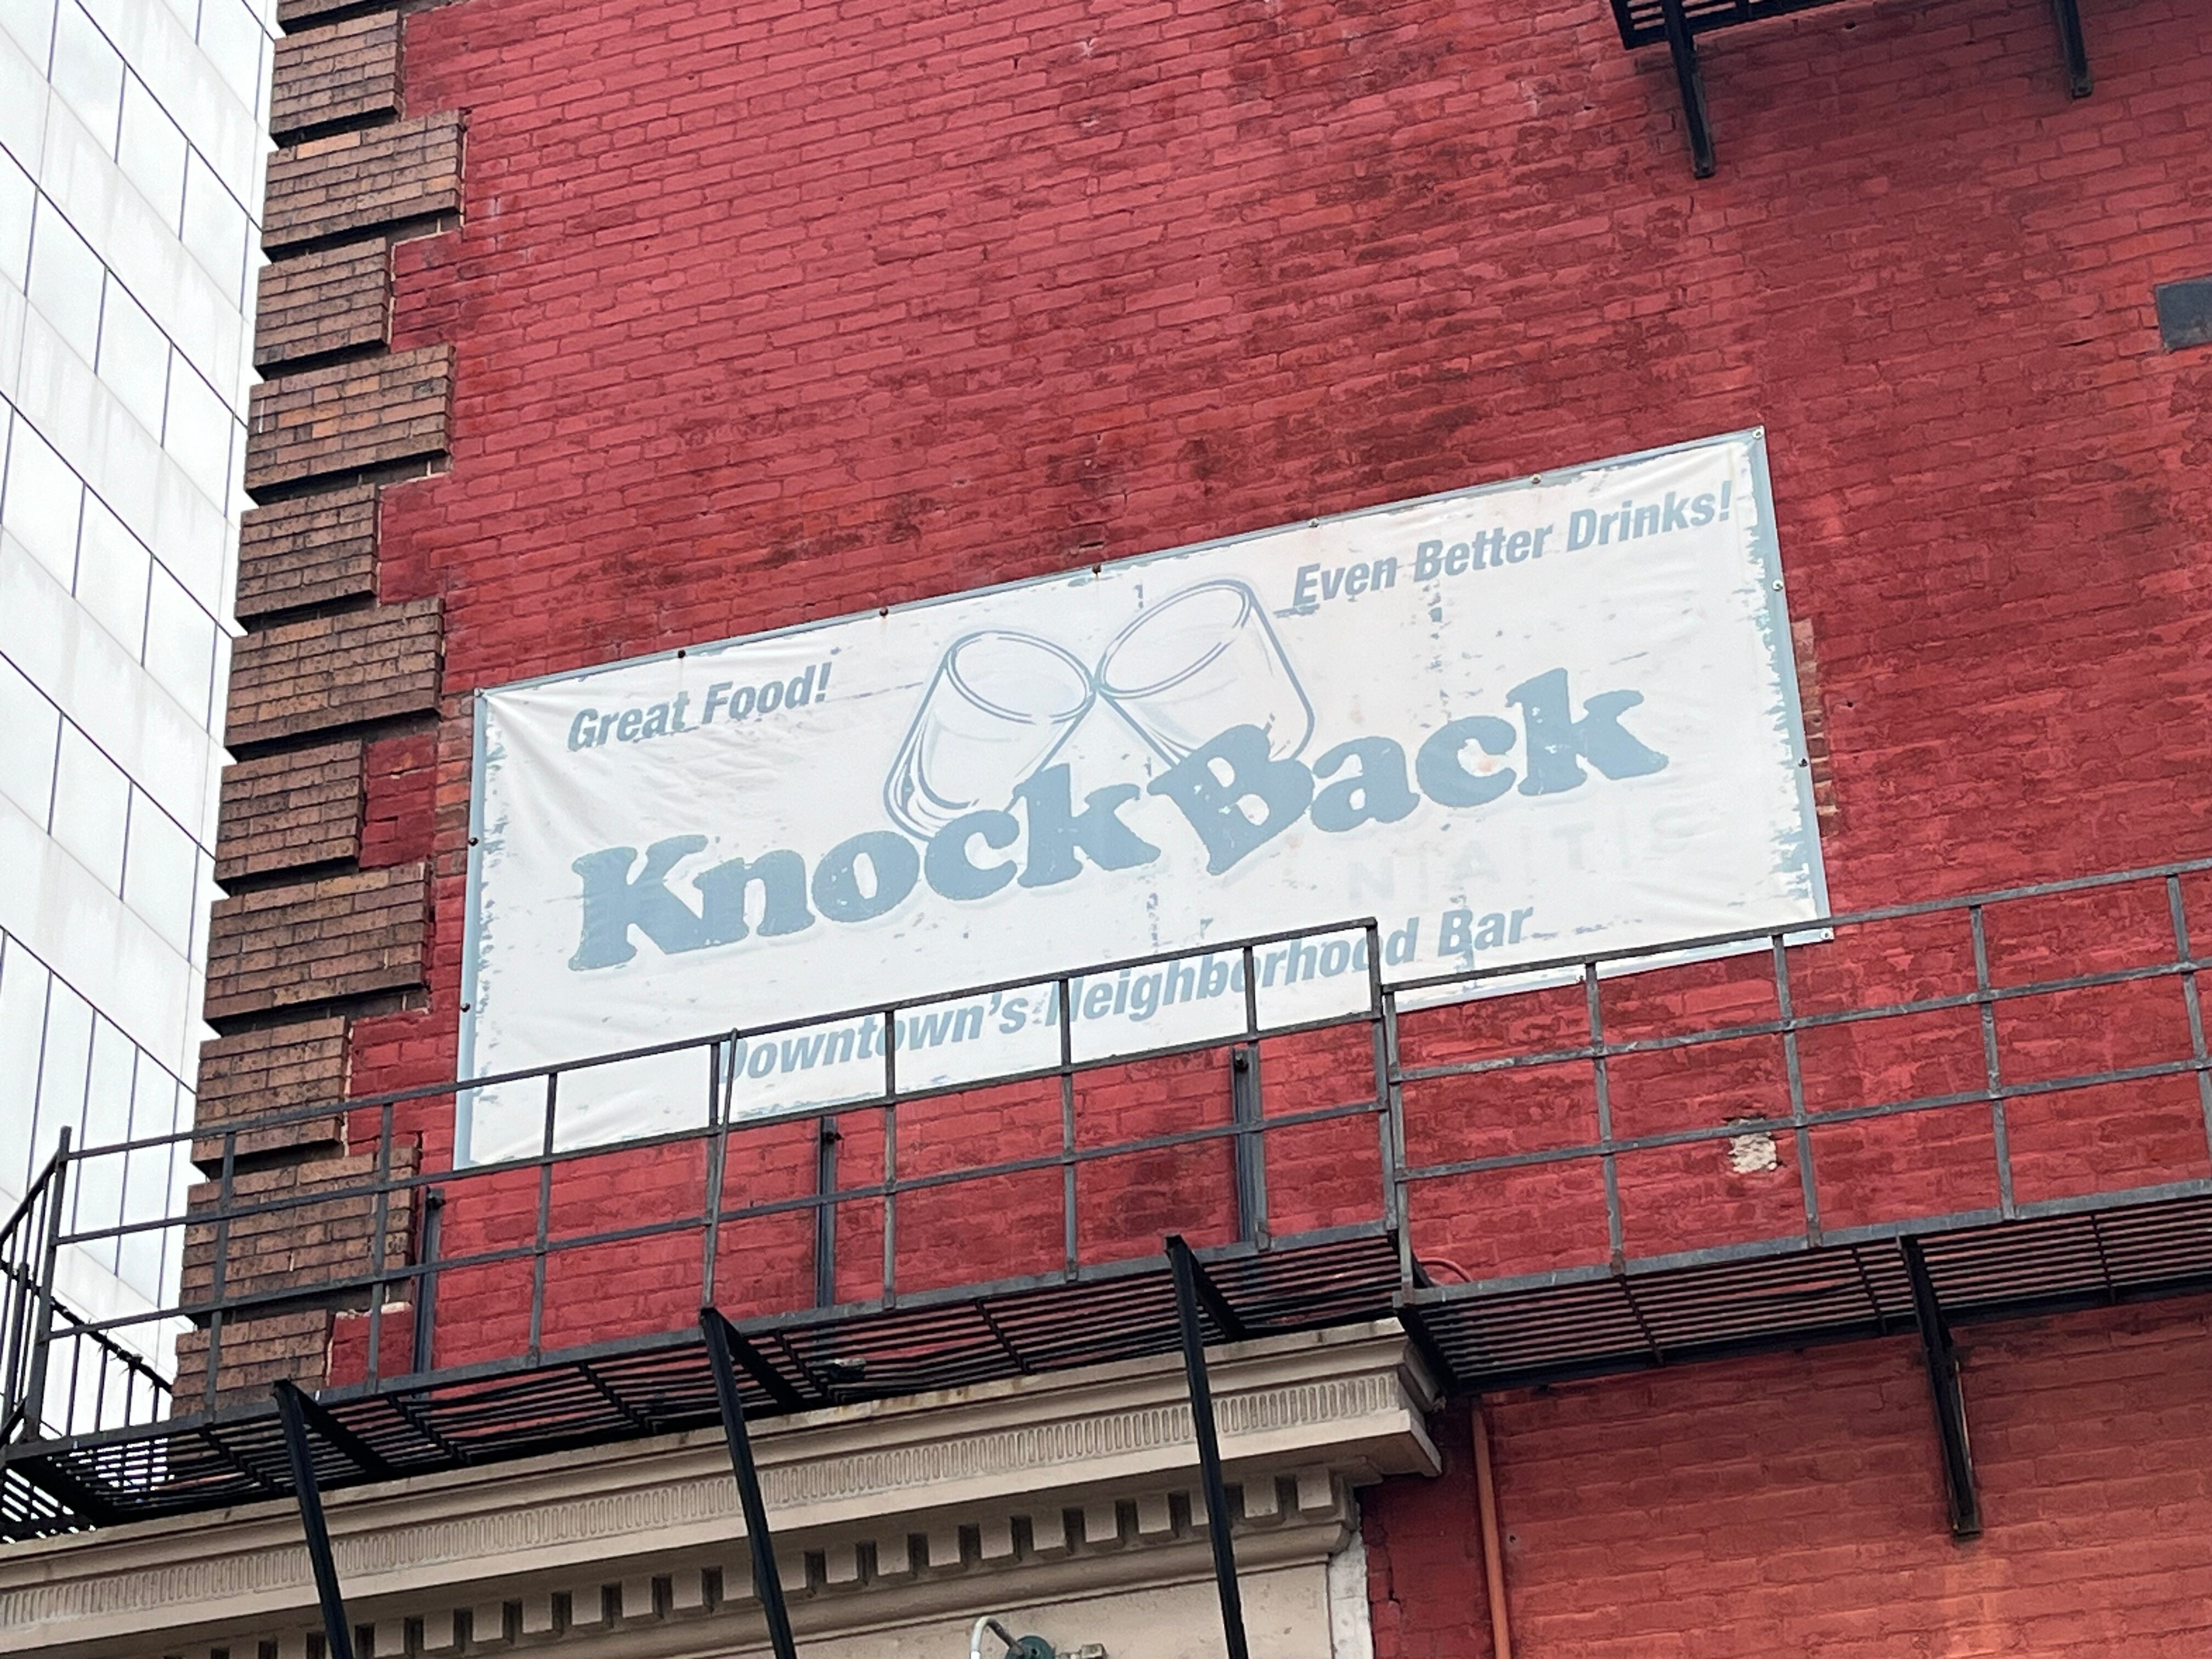 Great Food!
Even Better Drinks!
KnockBack
Downtown's Neighborhood Bar